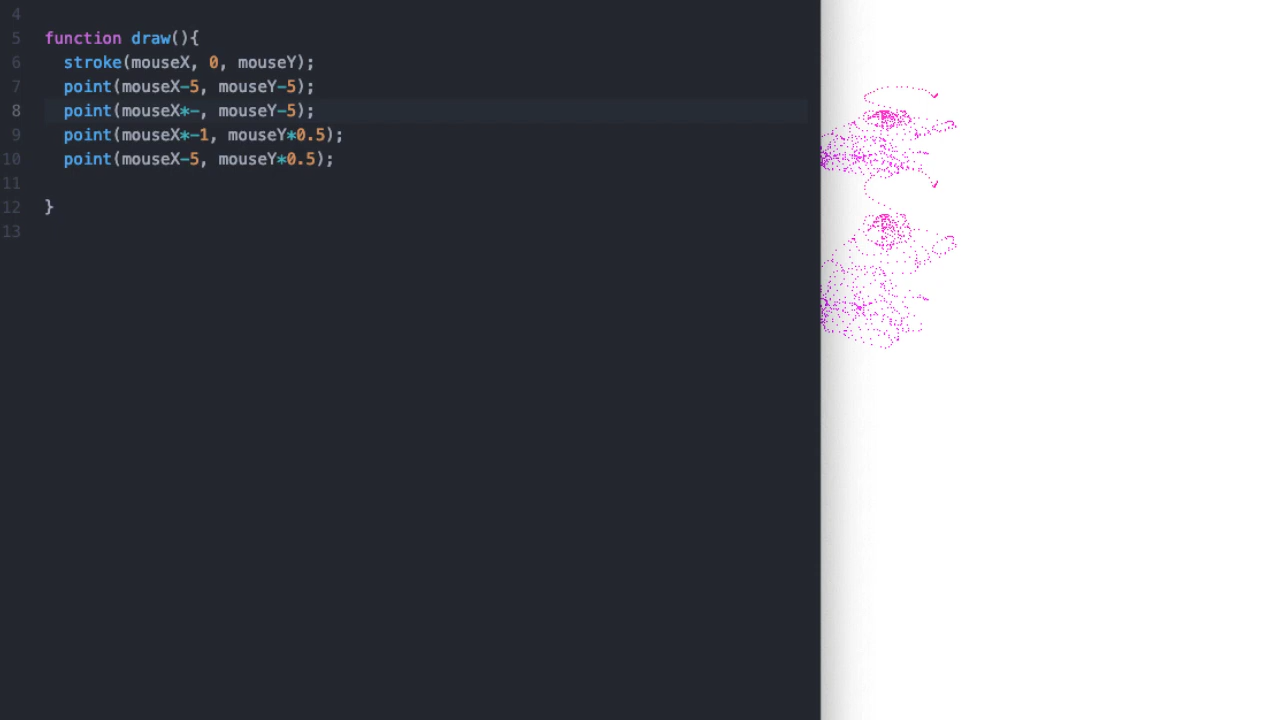 4
5 function draw(){
6 stroke(mouseX, 0, mouseY);
7 point(mouseX-5, mouseY-5);
8 point(mouseX*-, mouseY-5);
9 point(mouseX*-1, mouseY*0.5);
10 point(mouseX-5, mouseY*0.5);
11
12 }
13